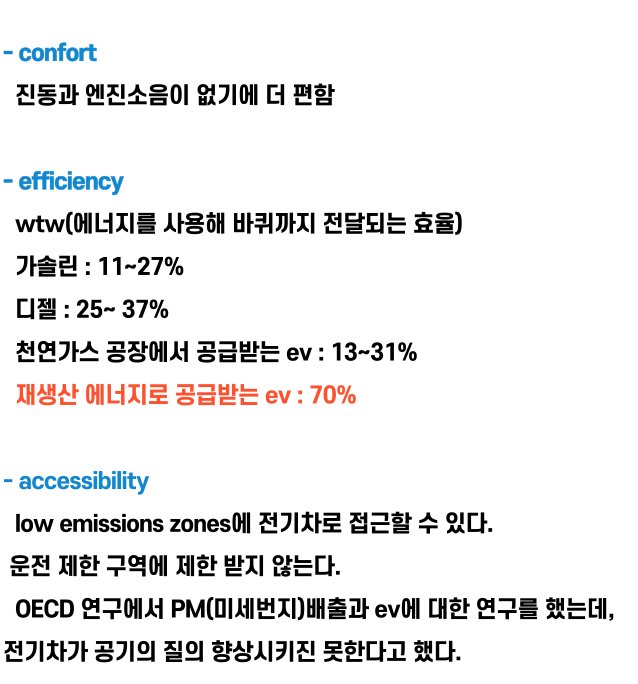 - confort
진동과 엔진소음이 없기에 더 편함
- efficiency
wtw(에너지를 사용해 바퀴까지 전달되는 효율)
가솔린 : 11~27%
디젤 : 25~ 37%
천연가스 공장에서 공급받는 ev : 13~31%
재생산 에너지로 공급받는 ev : 70%
- accessibility
low emissions zones에 전기차로 접근할 수 있다.
운전 제한 구역에 제한 받지 않는다.
OECD 연구에서 PM(미세번지)배출과 ev에 대한 연구를 했는데,
전기차가 공기의 질의 향상시키진 못한다고 했다.